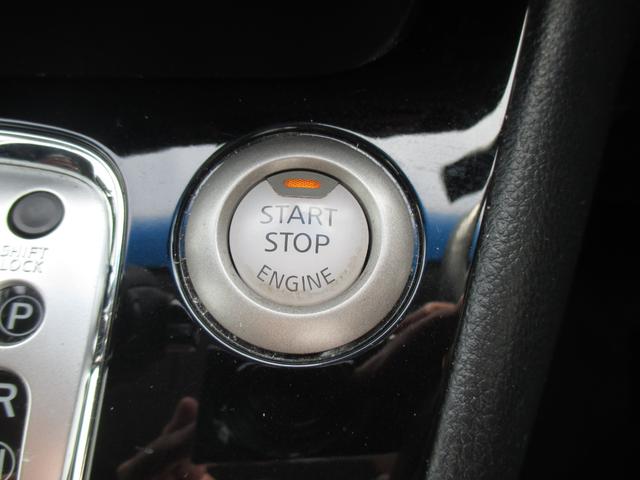 START
STOP
ENGINE
SHIFT
LOCK
P
R
N